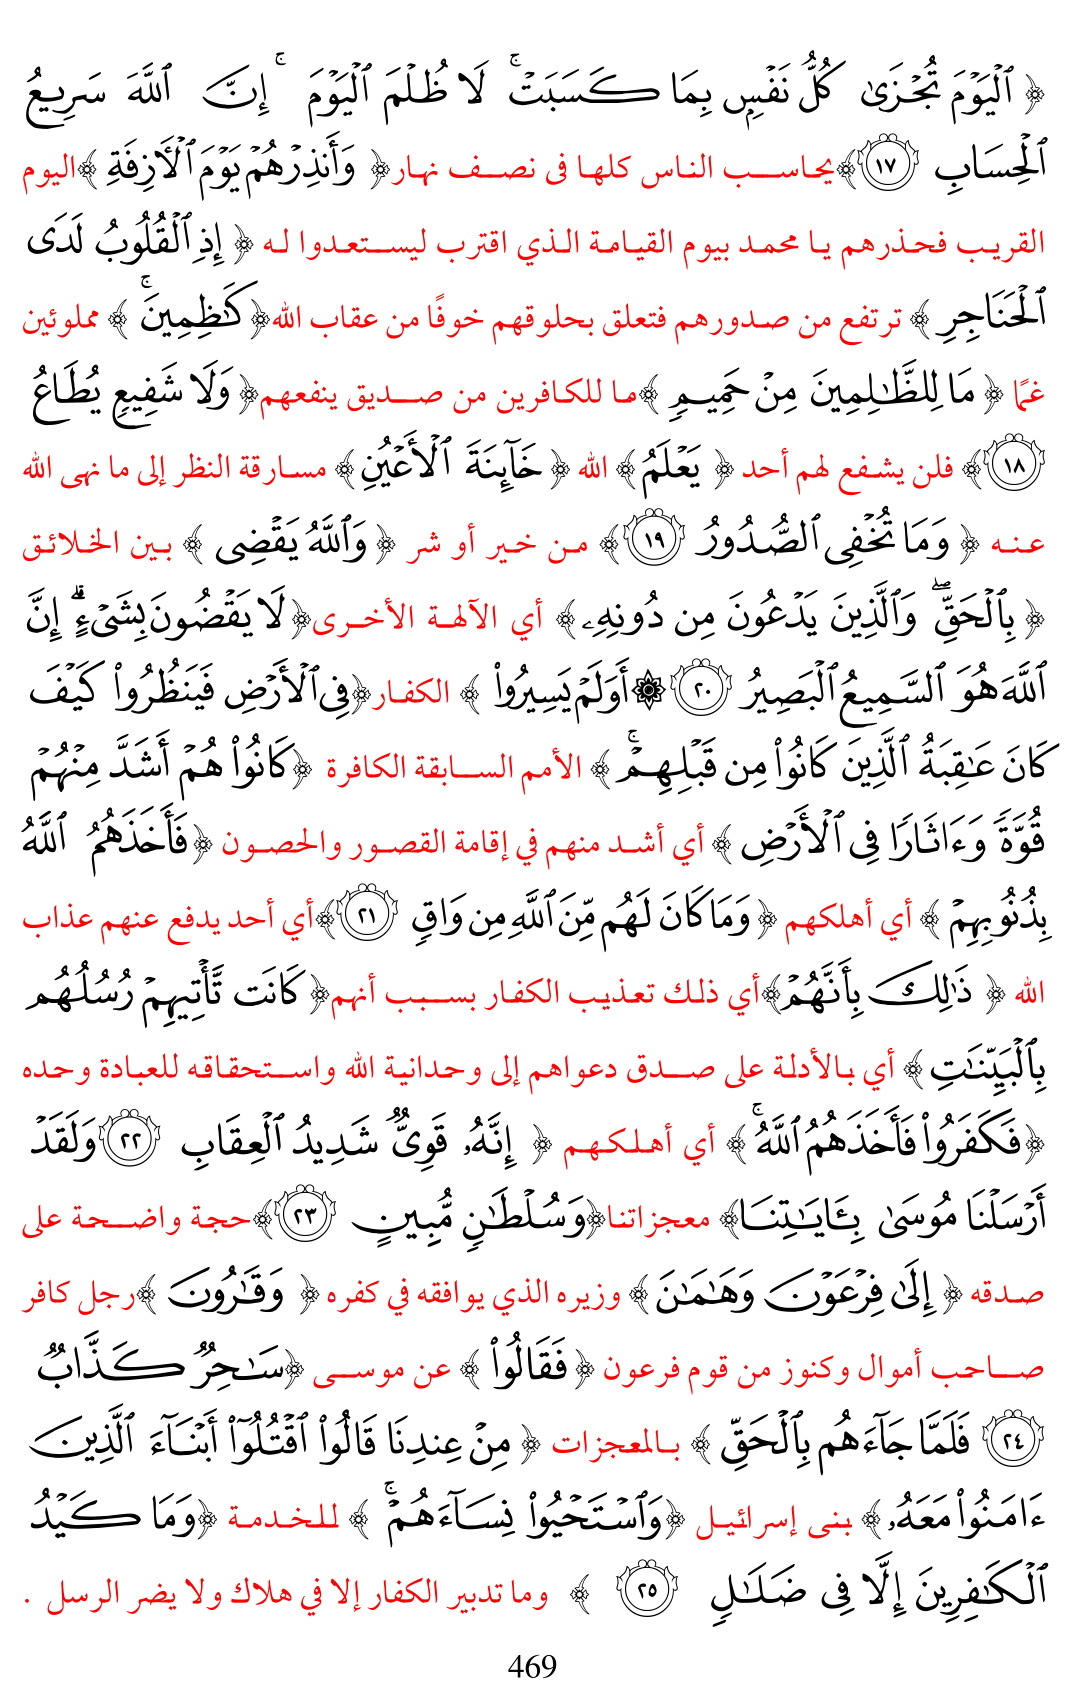 ﴿ ٱلۡيَوۡمَ تُجۡزَىٰ كُلُّ نَفۡسِۭ بِمَا كَسَبَتۡۚ لَا ظُلۡمَ ٱلۡيَوۡمَۚ إِنَّ ٱللَّهَ سَرِيعُ
ٱلۡحِسَابِ ١٧ ﴾يحاسب الناس كلها فى نصف نهار﴿ وَأَنذِرۡهُمۡ يَوۡمَ ٱلۡأٓزِفَةِ ﴾اليوم
القريب فحذرهم يا محمد بيوم القيامة الذي اقترب ليستعدوا له ﴿ إِذِ ٱلۡقُلُوبُ لَدَى
ٱلۡحَنَاجِرِ ﴾ ترتفع من صدورهم فتعلق بحلوقهم خوفًا من عقاب الله﴿كَٰظِمِينَۚ ﴾ مملوئين
غمًا ﴿ مَا لِلظَّٰلِمِينَ مِنۡ حَمِيمٖ ﴾ما للكافرين من صديق ينفعهم﴿ وَلَا شَفِيعٖ يُطَاعُ
١٨ ﴾ فلن يشفع لهم أحد ﴿ يَعۡلَمُ ﴾ الله ﴿ خَآئِنَةَ ٱلۡأَعۡيُنِ ﴾ مسارقة النظر إلى ما نهى الله
عنه ﴿ وَمَا تُخۡفِي ٱلصُّدُورُ ١٩ ﴾ من خير أو شر ﴿ وَٱللَّهُ يَقۡضِي ﴾ بين الخلائق
﴿ بِٱلۡحَقِّۖ وَٱلَّذِينَ يَدۡعُونَ مِن دُونِهِۦ ﴾ أي الآلهة الأخرى﴿لَا يَقۡضُونَ بِشَيۡءٍۗ إِنَّ
ٱللَّهَ هُوَ ٱلسَّمِيعُ ٱلۡبَصِيرُ ٢٠ ۞أَوَلَمۡ يَسِيرُواْ ﴾ الكفار﴿فِي ٱلۡأَرۡضِ فَيَنظُرُواْ كَيۡفَ
كَانَ عَٰقِبَةُ ٱلَّذِينَ كَانُواْ مِن قَبۡلِهِمۡۚ ﴾ الأمم السابقة الكافرة ﴿كَانُواْ هُمۡ أَشَدَّ مِنۡهُمۡ
قُوَّةٗ وَءَاثَارٗا فِي ٱلۡأَرۡضِ ﴾ أي أشد منهم في إقامة القصور والحصون ﴿فَأَخَذَهُمُ ٱللَّهُ
بِذُنُوبِهِمۡ ﴾ أي أهلكهم ﴿ وَمَا كَانَ لَهُم مِّنَ ٱللَّهِ مِن وَاقٖ ٢١ ﴾أي أحد يدفع عنهم عذاب
الله ﴿ ذَٰلِكَ بِأَنَّهُمۡ﴾أي ذلك تعذيب الكفار بسبب أنهم﴿ كَانَت تَّأۡتِيهِمۡ رُسُلُهُم
بِٱلۡبَيِّنَٰتِ ﴾ أي بالأدلة على صدق دعواهم إلى وحدانية الله واستحقاقه للعبادة وحده
﴿فَكَفَرُواْ فَأَخَذَهُمُ ٱللَّهُۚ ﴾ أي أهلكهم ﴿ إِنَّهُۥ قَوِيّٞ شَدِيدُ ٱلۡعِقَابِ ٢٢ وَلَقَدۡ
أَرۡسَلۡنَا مُوسَىٰ بِـَٔايَٰتِنَا﴾ معجزاتنا﴿وَسُلۡطَٰنٖ مُّبِينٍ ٢٣ ﴾حجة واضحة على
صدقه ﴿ إِلَىٰ فِرۡعَوۡنَ وَهَٰمَٰنَ﴾ وزيره الذي يوافقه في كفره ﴿ وَقَٰرُونَ ﴾رجل كافر
صاحب أموال وكنوز من قوم فرعون ﴿ فَقَالُواْ ﴾ عن موسى ﴿سَٰحِرٞ كَذَّابٞ
٢٤ فَلَمَّا جَآءَهُم بِٱلۡحَقِّ ﴾ بالمعجزات ﴿ مِنۡ عِندِنَا قَالُواْ ٱقۡتُلُوٓاْ أَبۡنَآءَ ٱلَّذِينَ
ءَامَنُواْ مَعَهُۥ ﴾ بنى إسرائيل ﴿وَٱسۡتَحۡيُواْ نِسَآءَهُمۡۚ ﴾ للخدمة ﴿وَمَا كَيۡدُ
ٱلۡكَٰفِرِينَ إِلَّا فِي ضَلَٰلٖ ٢٥ ﴾ وما تدبير الكفار إلا في هلاك ولا يضر الرسل .
469